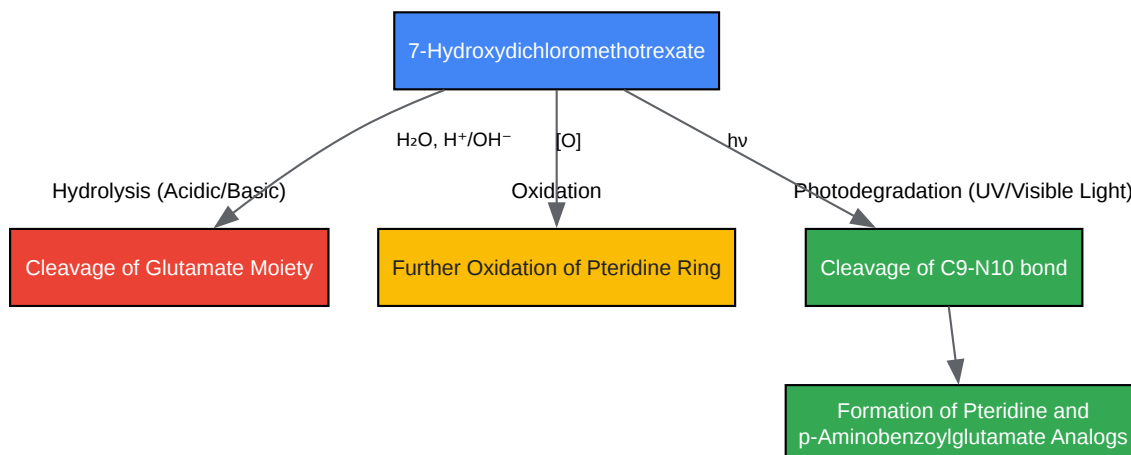 7-Hydroxydichloromethotrexate
H₂O, H⁺/OH⁻
[O]
hν
Hydrolysis (Acidic/Basic)
Oxidation
Photodegradation (UV/Visible Light)
Cleavage of Glutamate Moiety
Further Oxidation of Pteridine Ring
Cleavage of C9-N10 bond
Formation of Pteridine and
p-Aminobenzoylglutamate Analogs